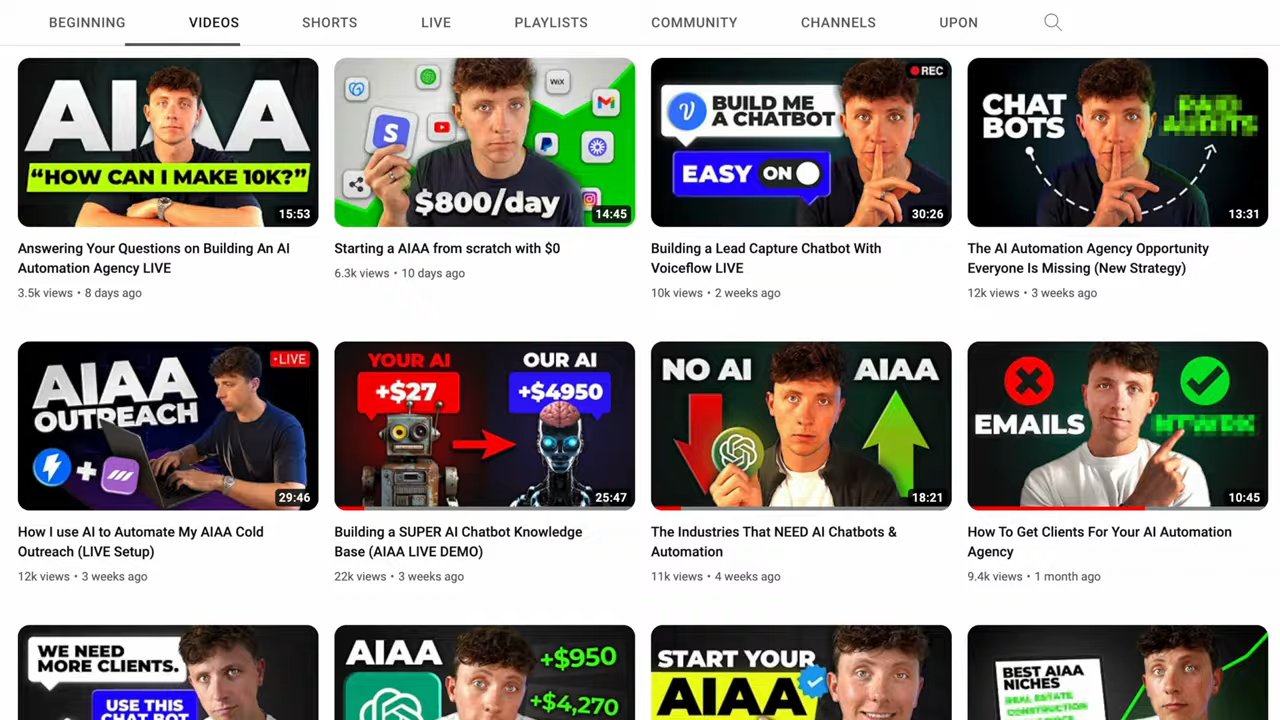 BEGINNING VIDEOS SHORTS LIVE PLAYLISTS COMMUNITY CHANNELS UPON
AIAA
"HOW CAN I MAKE 10K?"
15:53
WiX
S
$800/day
14:45
REC
BUILD ME
A CHATBOT
EASY ON
30:26
CHAT
BOTS
13:31
Answering Your Questions on Building An AI
Automation Agency LIVE
3.5k views • 8 days ago
Starting a AIAA from scratch with $0
6.3k views • 10 days ago
Building a Lead Capture Chatbot With
Voiceflow LIVE
10k views • 2 weeks ago
The AI Automation Agency Opportunity
Everyone Is Missing (New Strategy)
12k views • 3 weeks ago
AIAA
OUTREACH
LIVE
+
29:46
YOUR AI
+$27
OUR AI
+$4950
25:47
NO AI
AIAA
18:21
EMAILS
10:45
How I use AI to Automate My AIAA Cold
Outreach (LIVE Setup)
12k views • 3 weeks ago
Building a SUPER AI Chatbot Knowledge
Base (AIAA LIVE DEMO)
22k views • 3 weeks ago
The Industries That NEED AI Chatbots &
Automation
11k views • 4 weeks ago
How To Get Clients For Your AI Automation
Agency
9.4k views • 1 month ago
WE NEED
MORE CLIENTS.
USE THIS
CHAT BOT
AIAA
+$950
+$4,270
START YOUR
AIAA
BEST AIAA
NICHES
REAL ESTATE
CONSTRUCTION